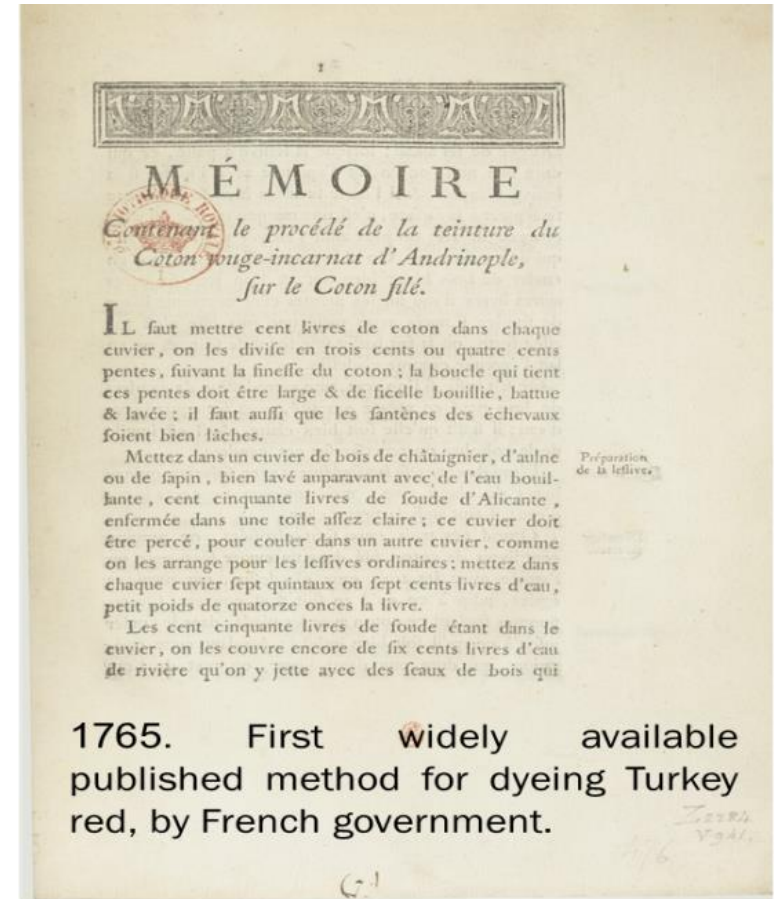 1
MÉMOIRE
Contenant le procédé de la teinture du
Coton rouge-incarnat d'Andrinople,
ſur le Coton filé.
IL faut mettre cent livres de coton dans chaque
cuvier, on les diviſe en trois cents ou quatre cents
pentes, ſuivant la fineſſe du coton ; la boucle qui tient
ces pentes doit être large & de ficelle bouillie, battue
& lavée ; il faut auſſi que les ſantènes des échevaux
ſoient bien lâches.
Mettez dans un cuvier de bois de châtaignier, d'aulne
ou de ſapin, bien lavé auparavant avec de l'eau bouil-
lante, cent cinquante livres de ſoude d'Alicante,
enfermée dans une toile aſſez claire ; ce cuvier doit
être percé, pour couler dans un autre cuvier, comme
on les arrange pour les leſſives ordinaires ; mettez dans
chaque cuvier ſept quintaux ou ſept cents livres d'eau,
petit poids de quatorze onces la livre.
Les cent cinquante livres de ſoude étant dans le
cuvier, on les couvre encore de ſix cents livres d'eau
de rivière qu'on y jette avec des ſeaux de bois qui
Préparation
de la leſſive.
1765. First widely available
published method for dyeing Turkey
red, by French government.